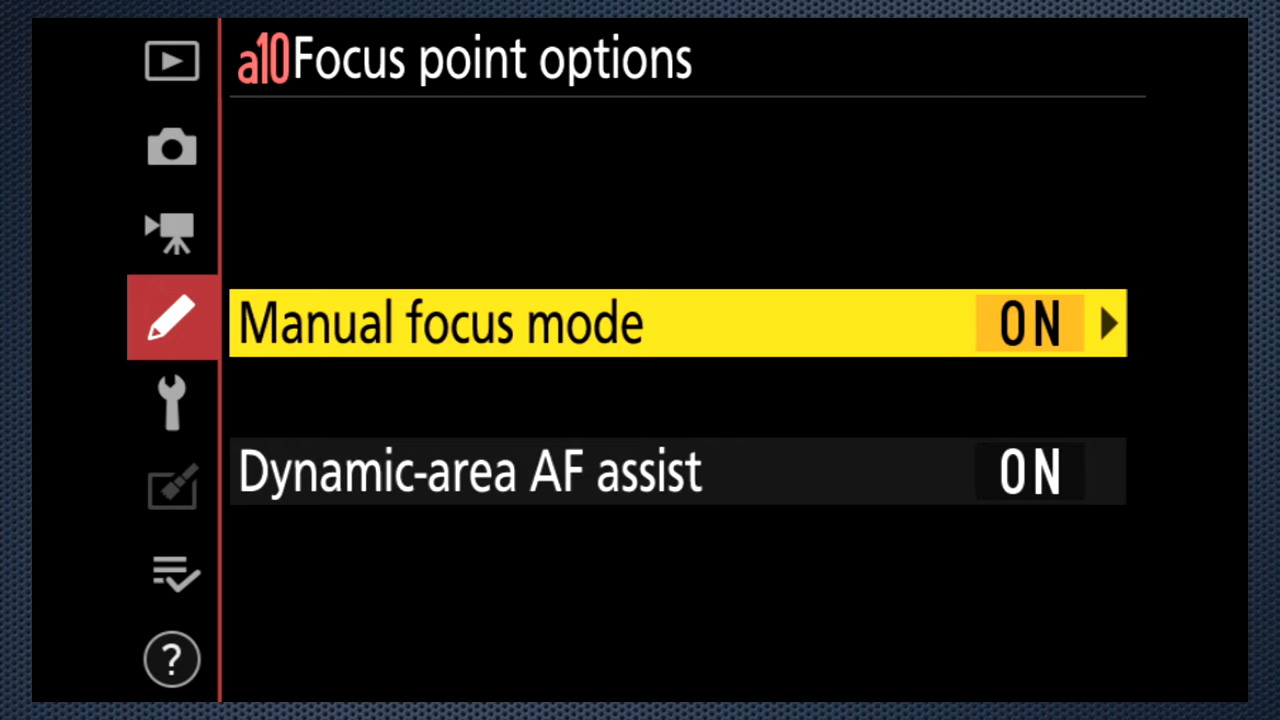 a10Focus point options
Manual focus mode ON
Dynamic-area AF assist ON
?